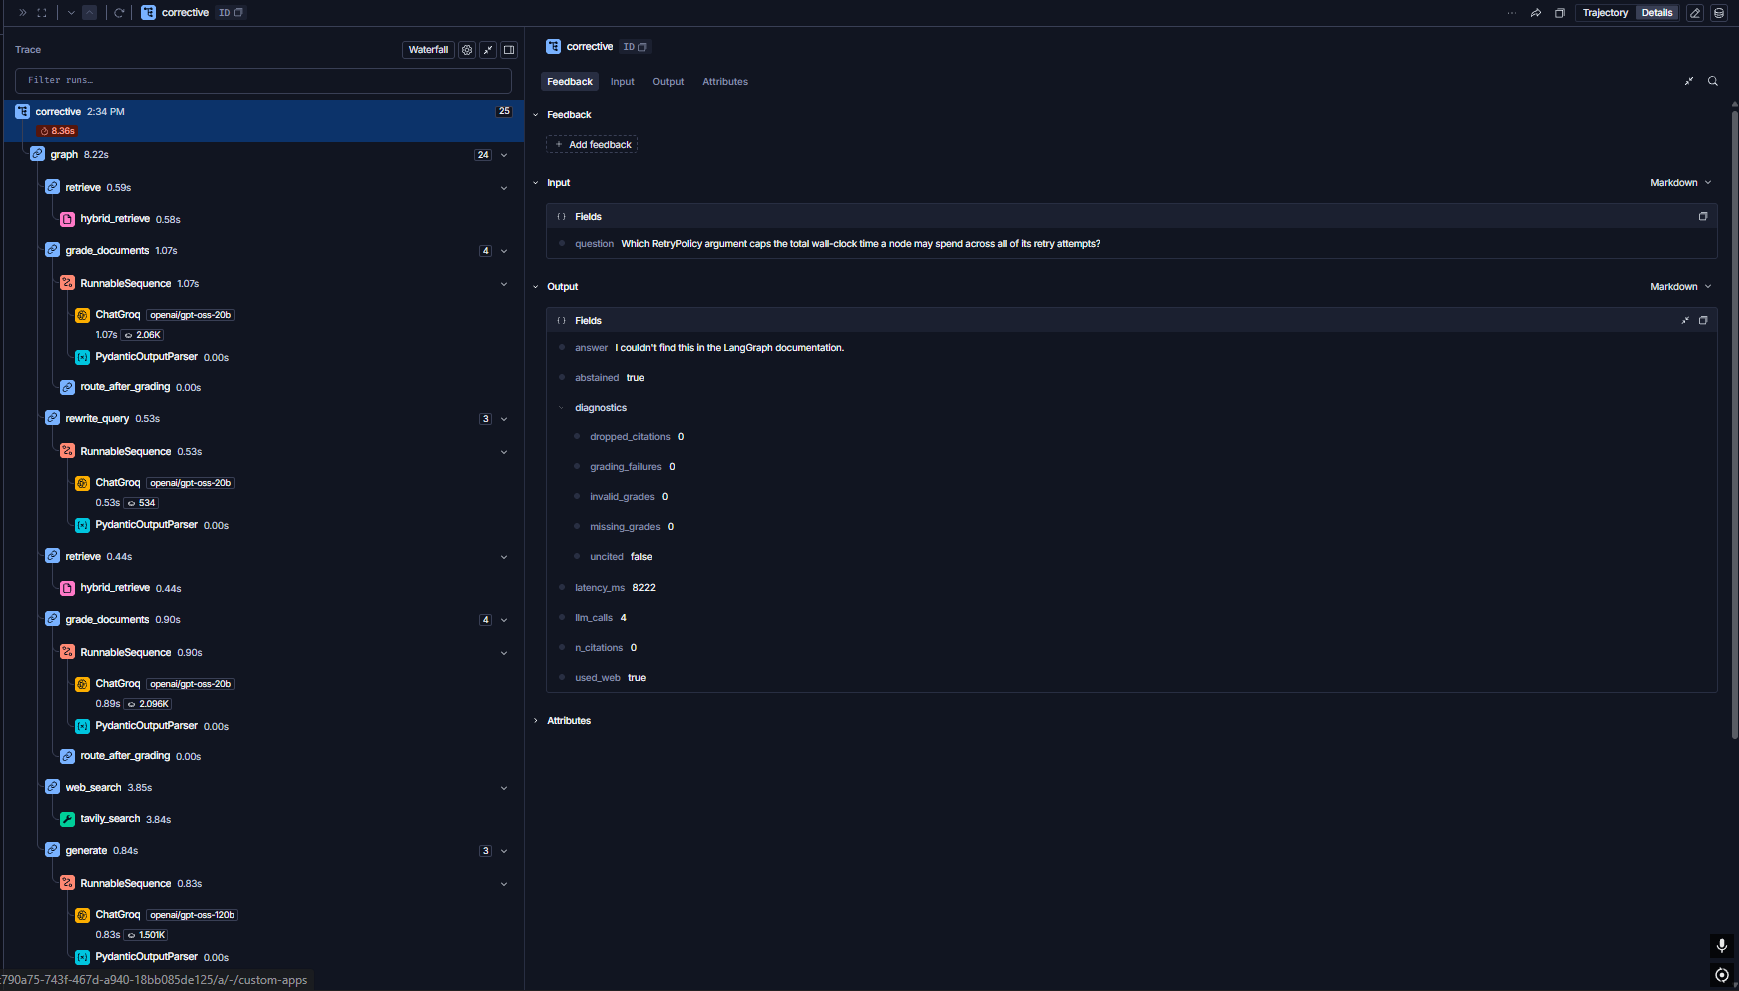 corrective ID
Trajectory Details
Trace
Waterfall
Filter runs…
corrective 2:34 PM 25
8.36s
graph 8.22s 24
retrieve 0.59s
hybrid_retrieve 0.58s
grade_documents 1.07s 4
RunnableSequence 1.07s
ChatGroq openai/gpt-oss-20b
1.07s 2.06K
PydanticOutputParser 0.00s
route_after_grading 0.00s
rewrite_query 0.53s 3
RunnableSequence 0.53s
ChatGroq openai/gpt-oss-20b
0.53s 534
PydanticOutputParser 0.00s
retrieve 0.44s
hybrid_retrieve 0.44s
grade_documents 0.90s 4
RunnableSequence 0.90s
ChatGroq openai/gpt-oss-20b
0.89s 2.096K
PydanticOutputParser 0.00s
route_after_grading 0.00s
web_search 3.85s
tavily_search 3.84s
generate 0.84s 3
RunnableSequence 0.83s
ChatGroq openai/gpt-oss-120b
0.83s 1.501K
PydanticOutputParser 0.00s
790a75-743f-467d-a940-18bb085de125/a/-/custom-apps
corrective ID
Feedback Input Output Attributes
Feedback
+ Add feedback
Input Markdown
{} Fields
question Which RetryPolicy argument caps the total wall-clock time a node may spend across all of its retry attempts?
Output Markdown
{} Fields
answer I couldn't find this in the LangGraph documentation.
abstained true
diagnostics
dropped_citations 0
grading_failures 0
invalid_grades 0
missing_grades 0
uncited false
latency_ms 8222
llm_calls 4
n_citations 0
used_web true
Attributes